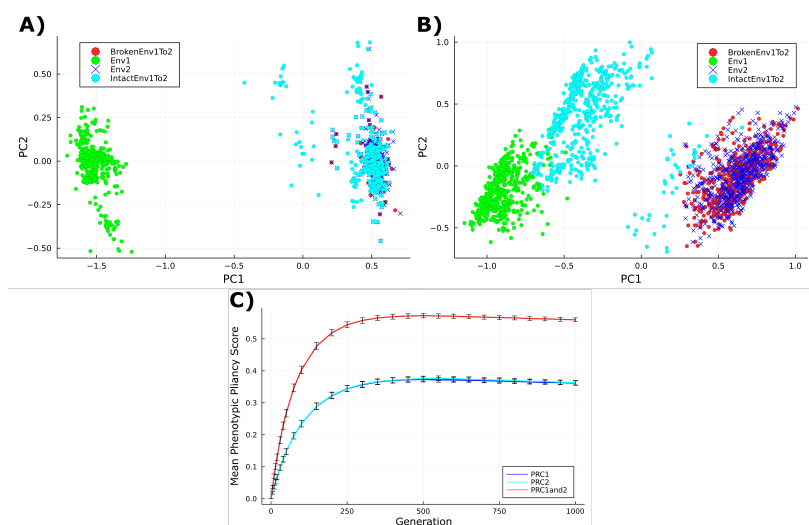 A)
BrokenEnv1To2
Env1
Env2
IntactEnv1To2
PC2
0.50
0.25
0.00
−0.25
−0.50
−1.5
−1.0
−0.5
0.0
0.5
PC1
B)
BrokenEnv1To2
Env1
Env2
IntactEnv1To2
PC2
1.0
0.5
0.0
−0.5
−1.0
−0.5
0.0
0.5
1.0
PC1
C)
Mean Phenotypic Pliancy Score
0.5
0.4
0.3
0.2
0.1
0.0
PRC1
PRC2
PRC1and2
0
250
500
750
1000
Generation